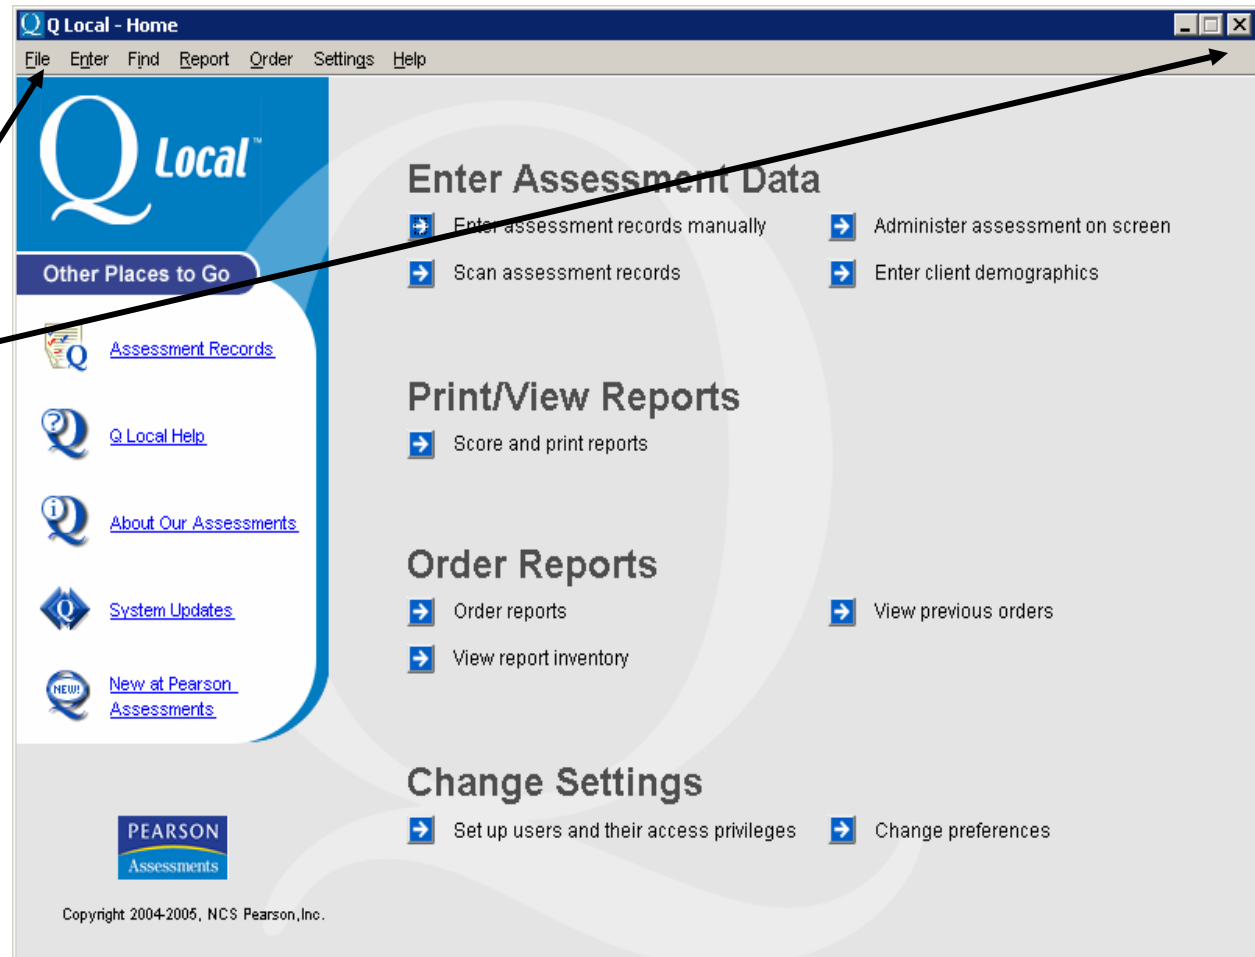 Q Local - Home
File Enter Find Report Order Settings Help
Q Local™
Other Places to Go
Assessment Records
Q Local Help
About Our Assessments
System Updates
NEW!
New at Pearson
Assessments
PEARSON
Assessments
Copyright 2004-2005, NCS Pearson,Inc.
Enter Assessment Data
Enter assessment records manually
Administer assessment on screen
Scan assessment records
Enter client demographics
Print/View Reports
Score and print reports
Order Reports
Order reports
View previous orders
View report inventory
Change Settings
Set up users and their access privileges
Change preferences